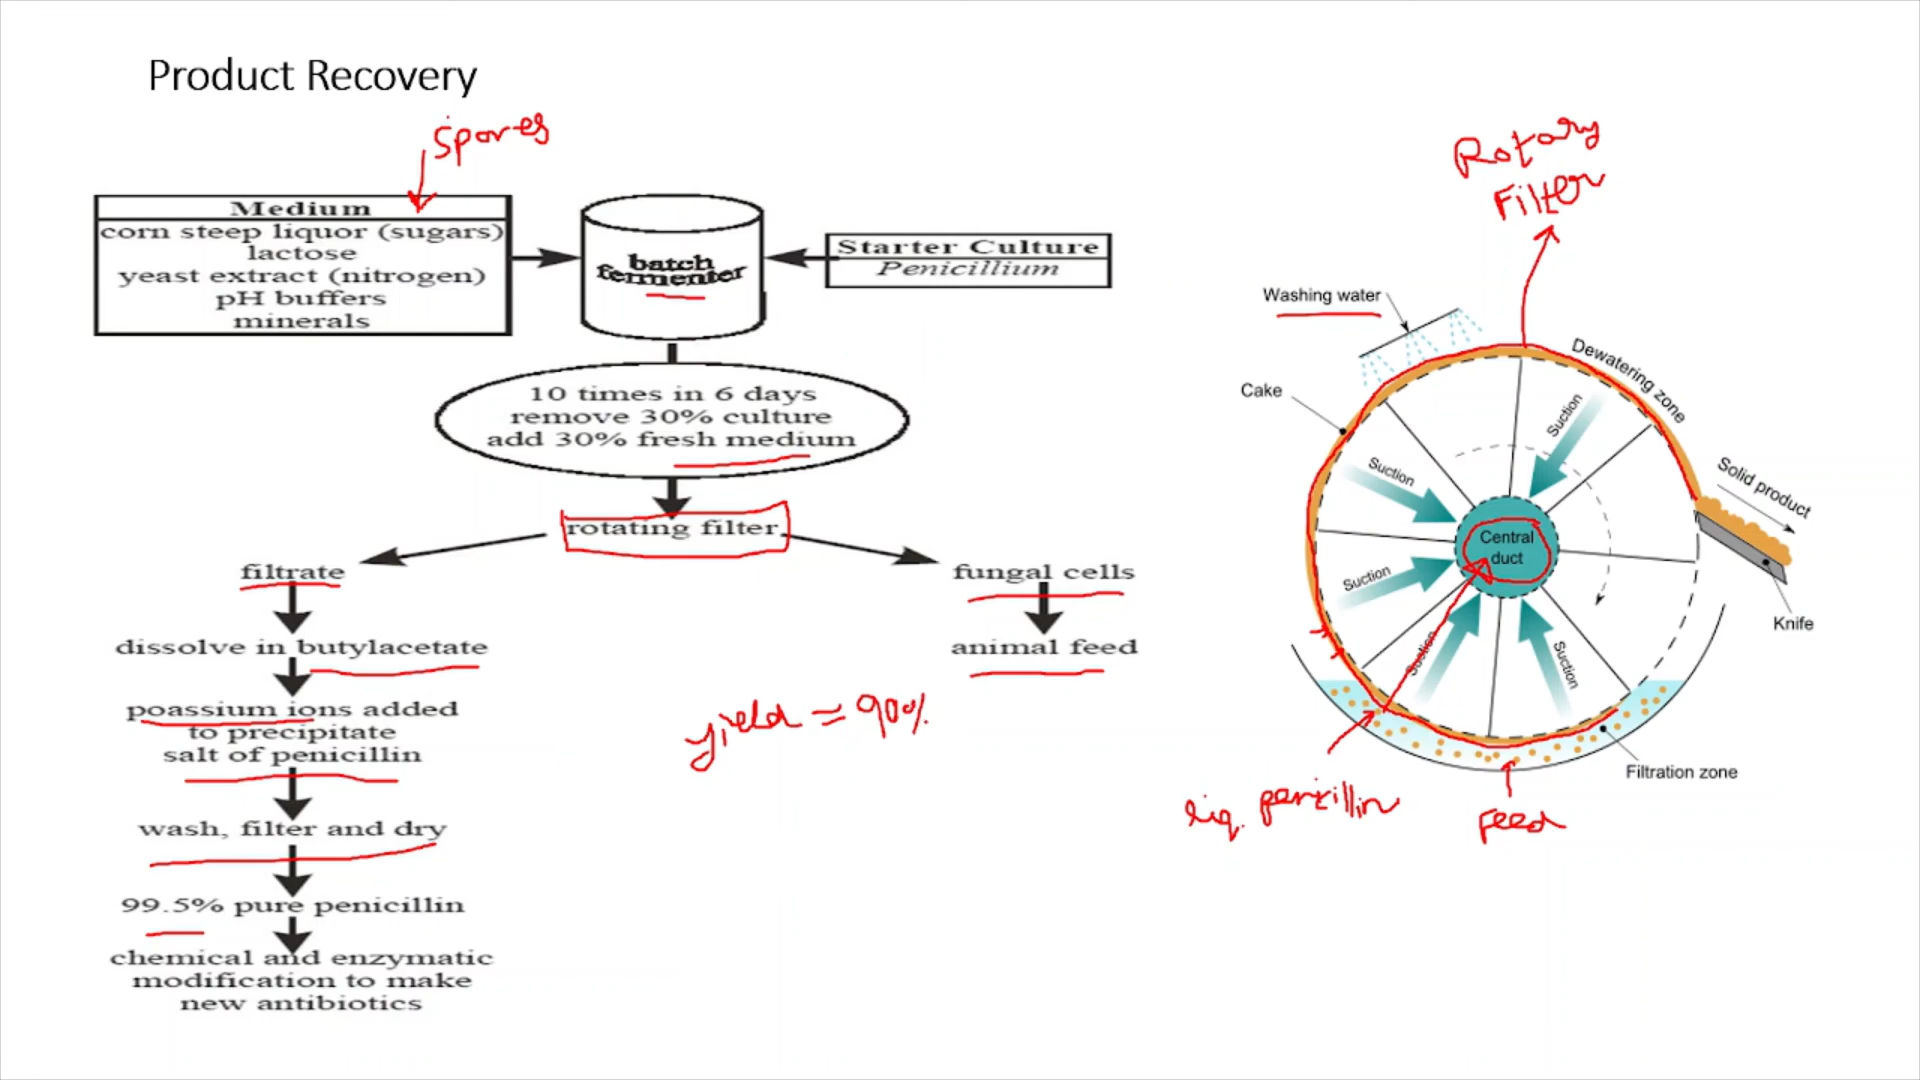 Product Recovery
Spores
Medium
corn steep liquor (sugars)
lactose
yeast extract (nitrogen)
pH buffers
minerals
batch
fermenter
Starter Culture
Penicillium
10 times in 6 days
remove 30% culture
add 30% fresh medium
rotating filter
filtrate
fungal cells
dissolve in butylacetate
animal feed
poassium ions added
to precipitate
salt of penicillin
wash, filter and dry
99.5% pure penicillin
chemical and enzymatic
modification to make
new antibiotics
yield = 90%
Rotary
Filter
Washing water
Dewatering zone
Cake
Suction
Suction
Solid product
Central
duct
Suction
Knife
Suction
Suction
Filtration zone
liq. penicillin
Feed